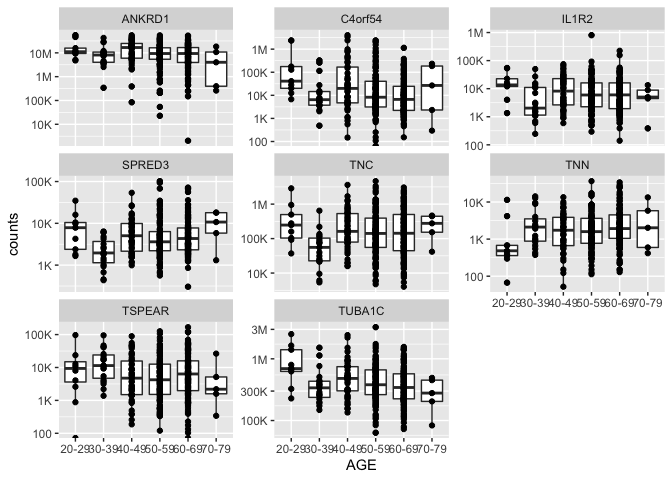 ANKRD1 C4orf54 IL1R2
10M 1M 1M
1M 100K 100K
100K 10K 10K
10K 1K 1K
100 100
SPRED3 TNC TNN
100K 1M 10K
10K 100K 1K
1K 10K 100
20-29 30-39 40-49 50-59 60-69 70-79
TSPEAR TUBA1C
100K 3M
10K 1M
1K 300K
100 100K
20-29 30-39 40-49 50-59 60-69 70-79 20-29 30-39 40-49 50-59 60-69 70-79
AGE
counts